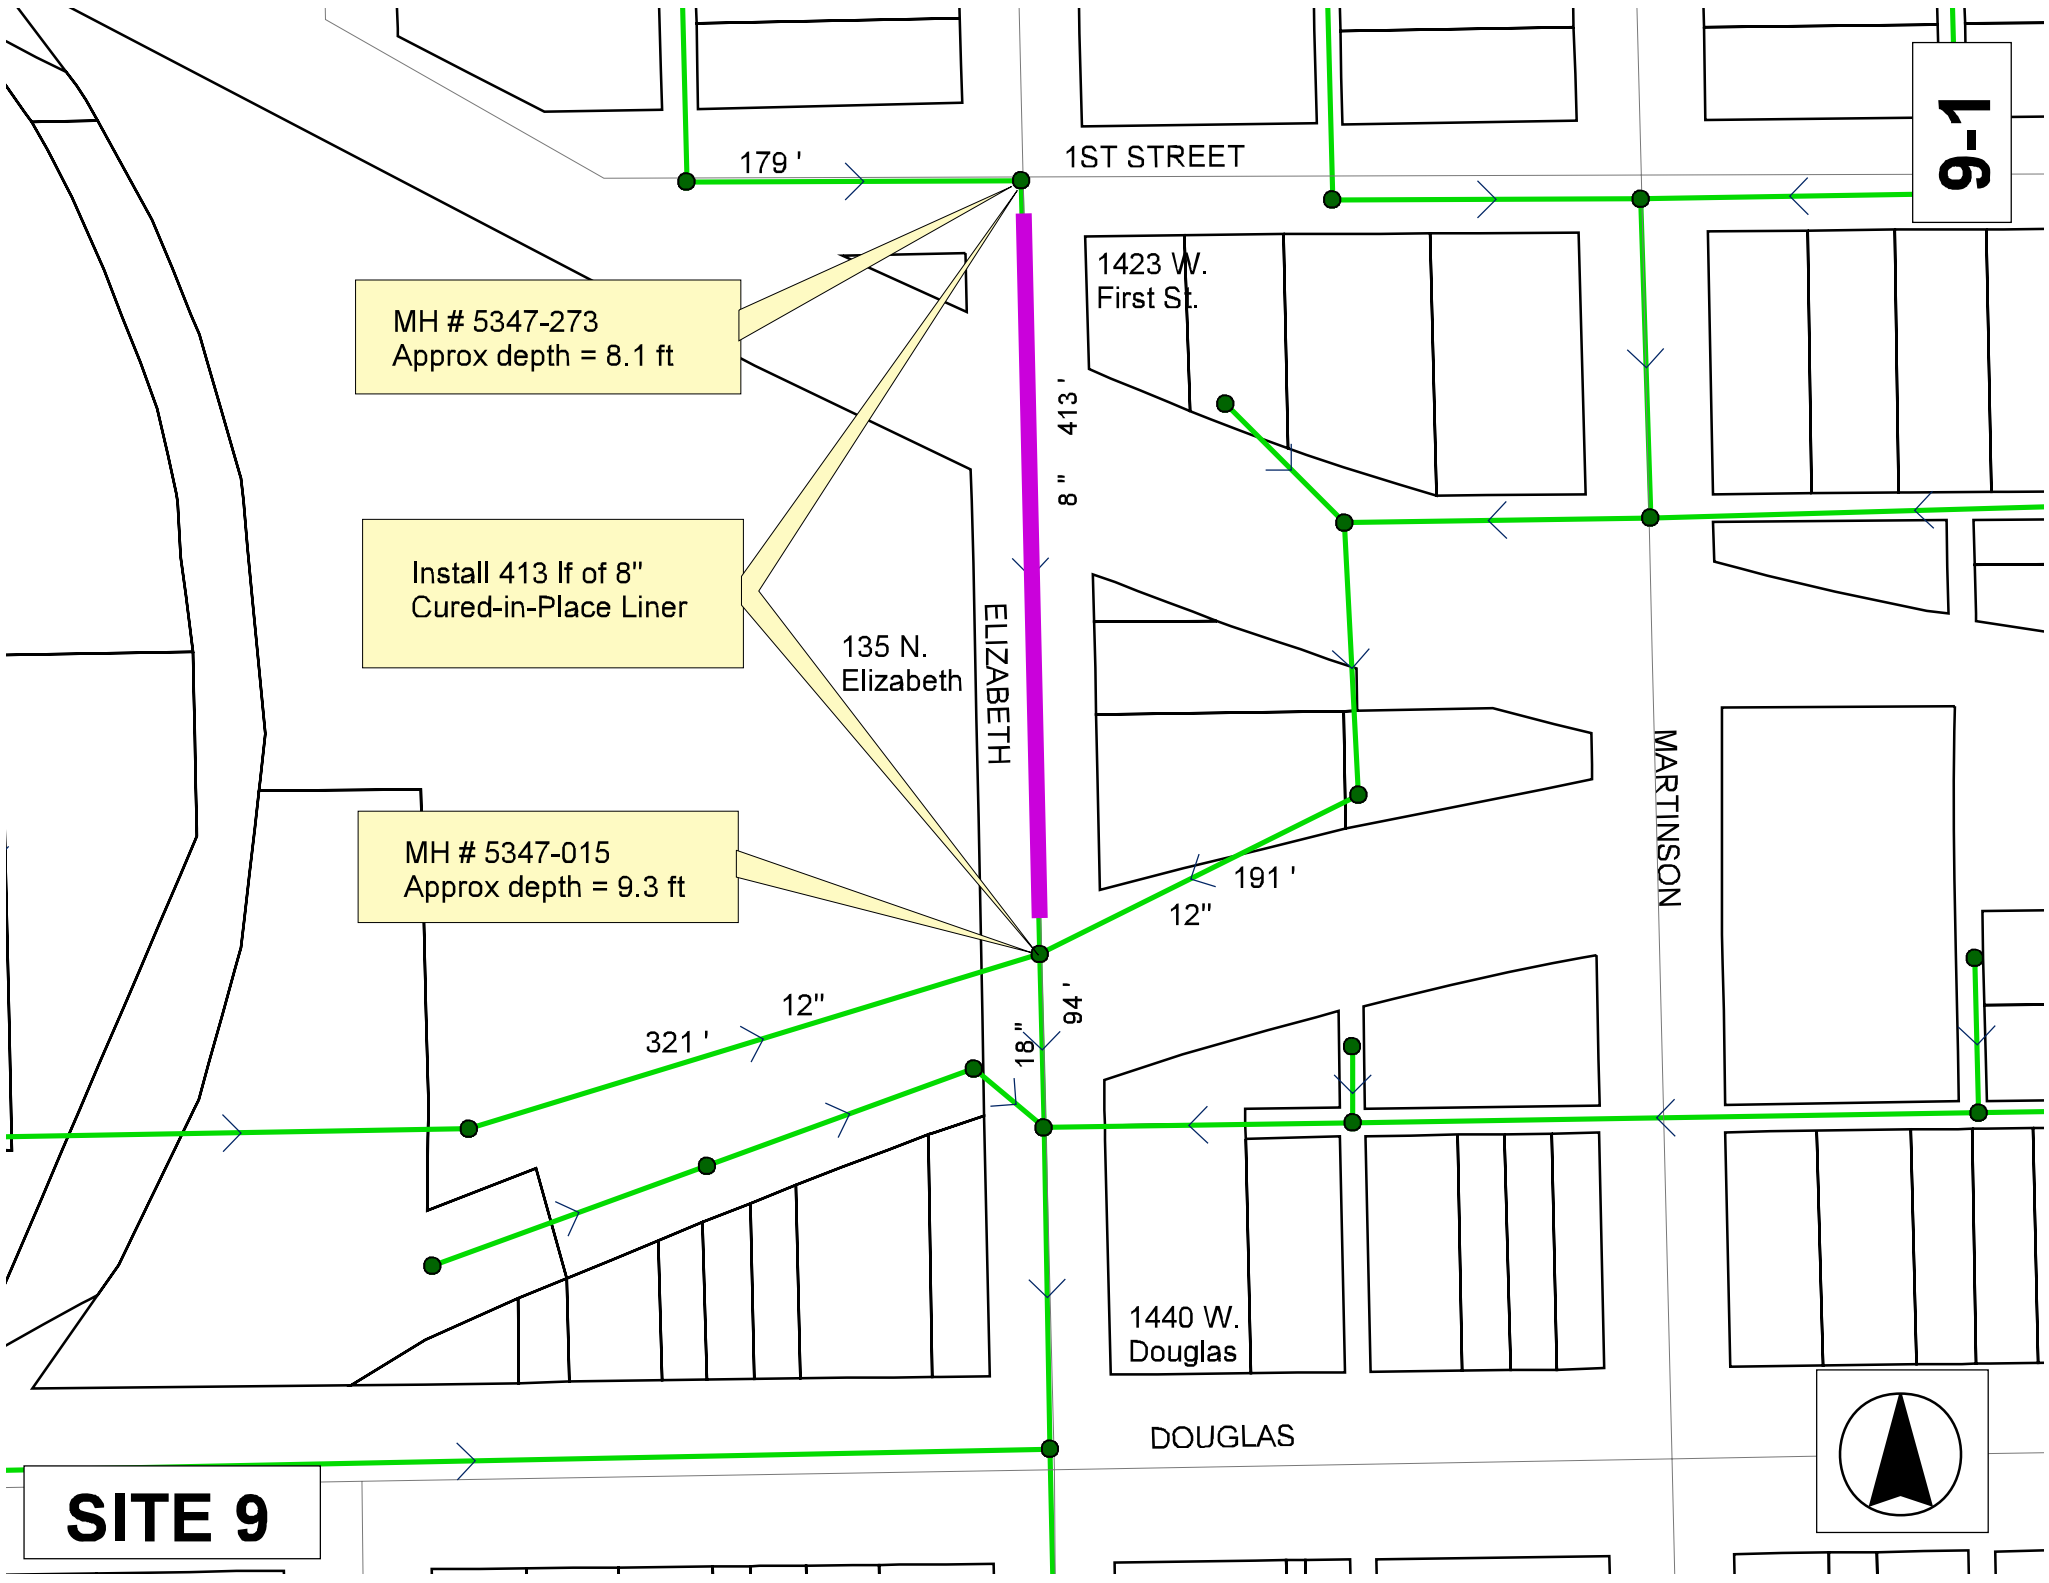 179 '
1ST STREET
9-1
1423 W.
First St.
MH # 5347-273
Approx depth = 8.1 ft
8 " 413 '
Install 413 lf of 8"
Cured-in-Place Liner
135 N.
Elizabeth
ELIZABETH
MARTINSON
MH # 5347-015
Approx depth = 9.3 ft
191 '
12"
12"
321 '
94 '
18 "
1440 W.
Douglas
DOUGLAS
SITE 9